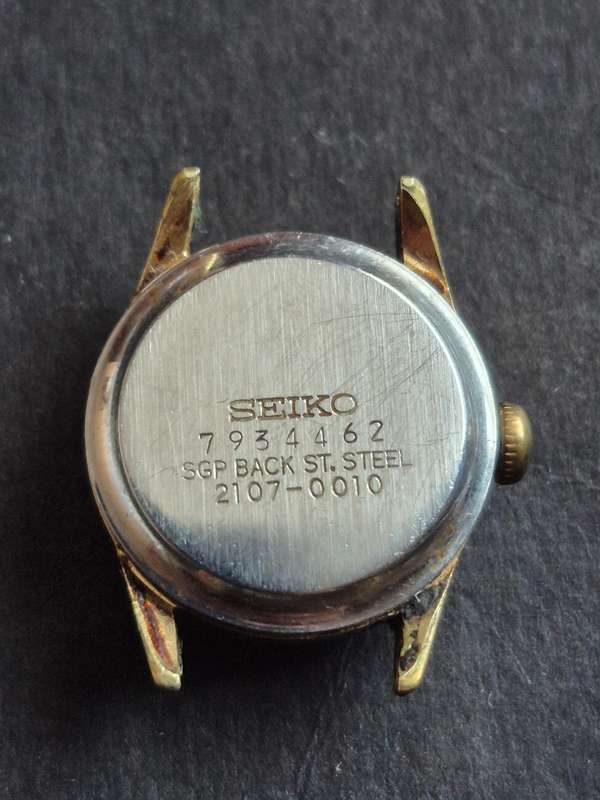 SEIKO
7934462
SGP BACK ST. STEEL
2107-0010